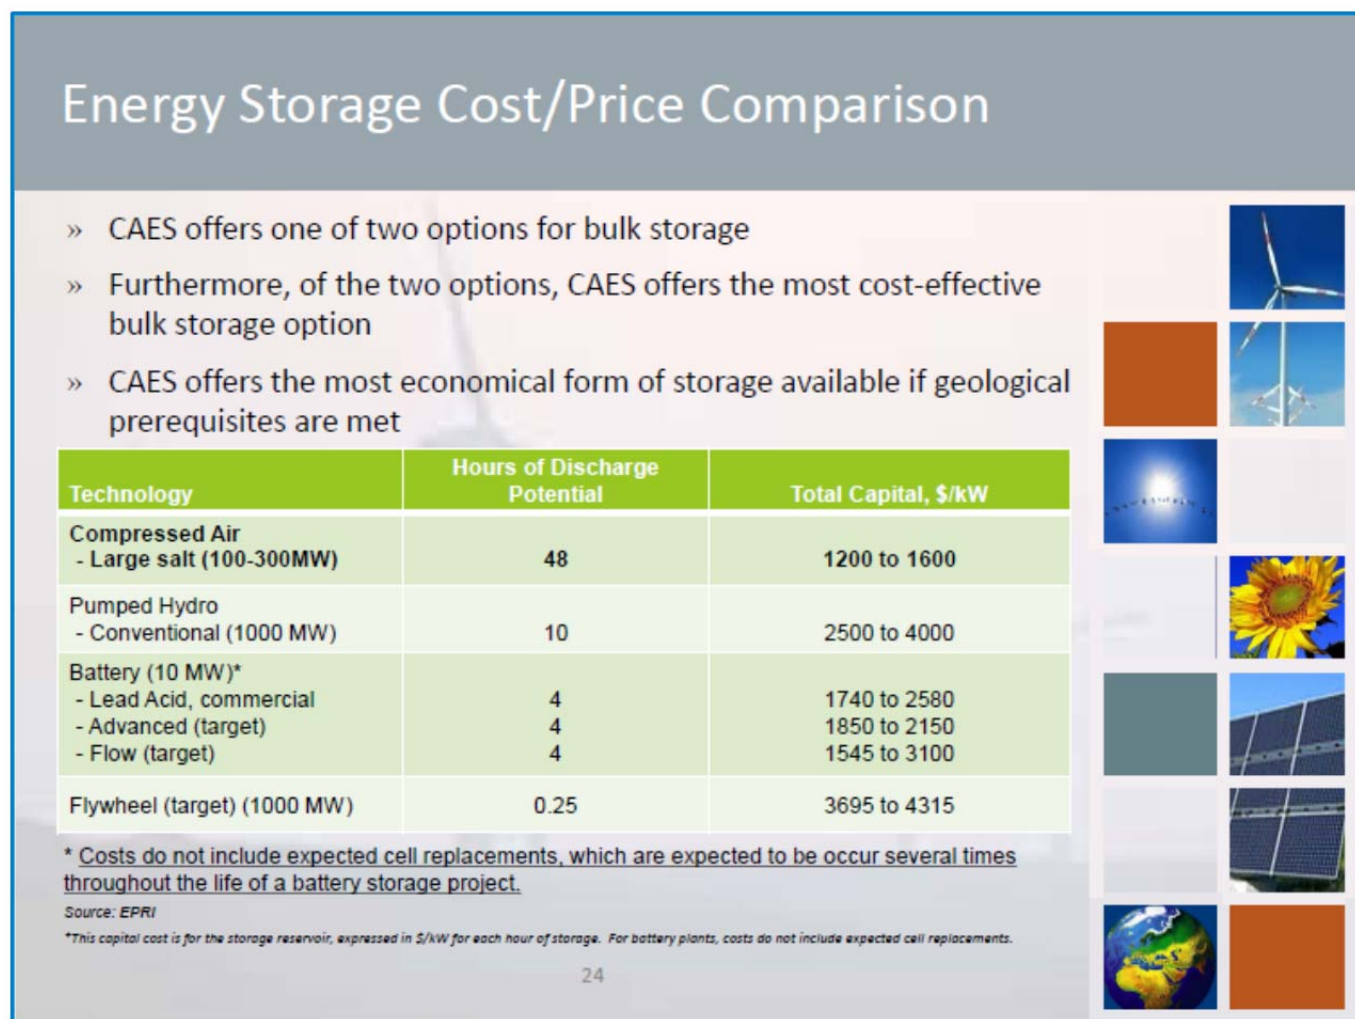 Energy Storage Cost/Price Comparison
» CAES offers one of two options for bulk storage
» Furthermore, of the two options, CAES offers the most cost-effective
bulk storage option
» CAES offers the most economical form of storage available if geological
prerequisites are met
Technology Hours of Discharge Potential Total Capital, $/kW
Compressed Air
- Large salt (100-300MW) 48 1200 to 1600
Pumped Hydro
- Conventional (1000 MW) 10 2500 to 4000
Battery (10 MW)*
- Lead Acid, commercial 4 1740 to 2580
- Advanced (target) 4 1850 to 2150
- Flow (target) 4 1545 to 3100
Flywheel (target) (1000 MW) 0.25 3695 to 4315
* Costs do not include expected cell replacements, which are expected to be occur several times
throughout the life of a battery storage project.
Source: EPRI
*This capital cost is for the storage reservoir, expressed in $/kW for each hour of storage. For battery plants, costs do not include expected cell replacements.
24